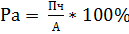 Ра = Пч/А * 100%